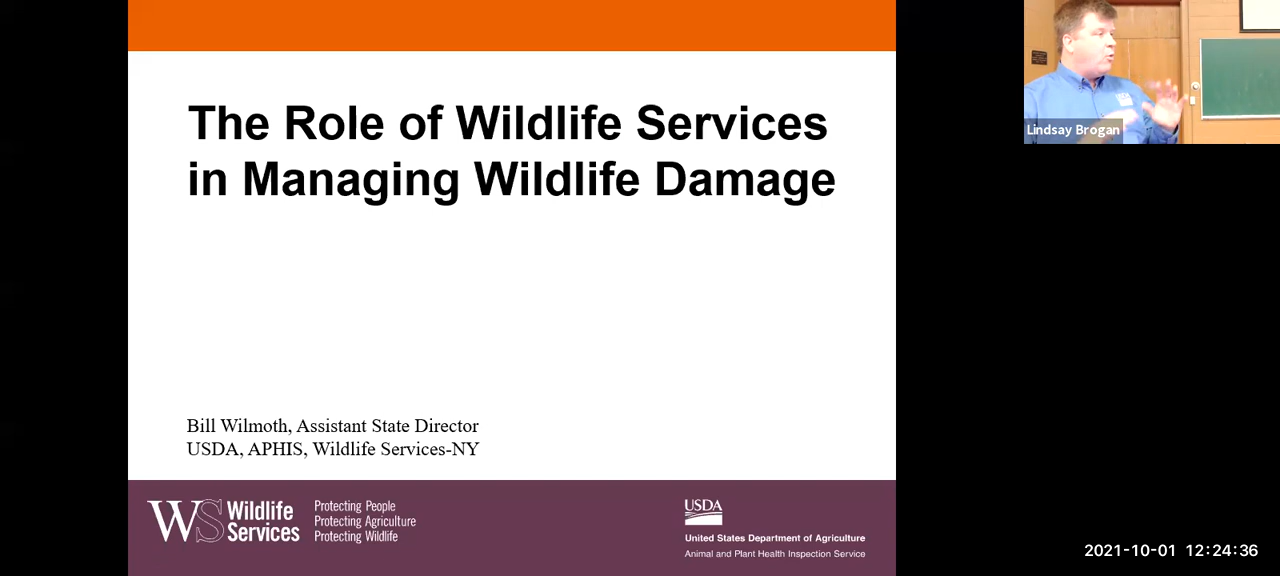 The Role of Wildlife Services
in Managing Wildlife Damage
Lindsay Brogan
Bill Wilmoth, Assistant State Director
USDA, APHIS, Wildlife Services-NY
WS Wildlife Services
Protecting People
Protecting Agriculture
Protecting Wildlife
USDA
United States Department of Agriculture
Animal and Plant Health Inspection Service
2021-10-01 12:24:36